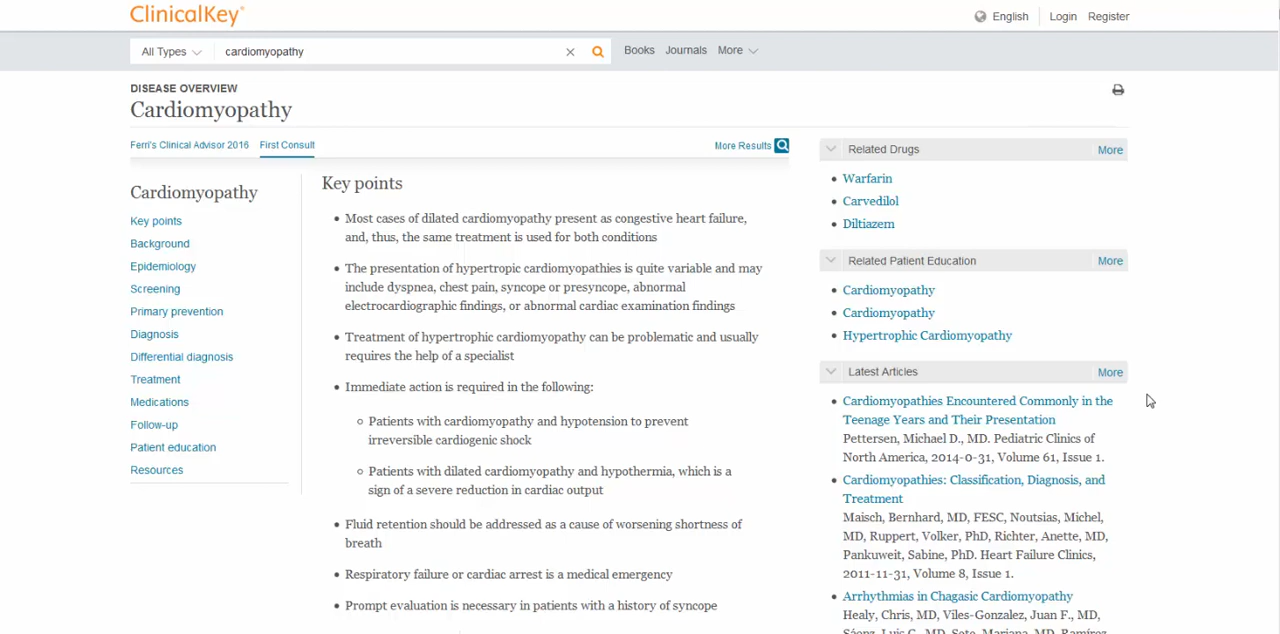 ClinicalKey®
English
Login
Register
All Types
cardiomyopathy
Books
Journals
More
DISEASE OVERVIEW
Cardiomyopathy
Ferri's Clinical Advisor 2016
First Consult
More Results
Cardiomyopathy
Key points
Background
Epidemiology
Screening
Primary prevention
Diagnosis
Differential diagnosis
Treatment
Medications
Follow-up
Patient education
Resources
Key points
Most cases of dilated cardiomyopathy present as congestive heart failure,
and, thus, the same treatment is used for both conditions
The presentation of hypertropic cardiomyopathies is quite variable and may
include dyspnea, chest pain, syncope or presyncope, abnormal
electrocardiographic findings, or abnormal cardiac examination findings
Treatment of hypertrophic cardiomyopathy can be problematic and usually
requires the help of a specialist
Immediate action is required in the following:
Patients with cardiomyopathy and hypotension to prevent
irreversible cardiogenic shock
Patients with dilated cardiomyopathy and hypothermia, which is a
sign of a severe reduction in cardiac output
Fluid retention should be addressed as a cause of worsening shortness of
breath
Respiratory failure or cardiac arrest is a medical emergency
Prompt evaluation is necessary in patients with a history of syncope
Related Drugs
More
Warfarin
Carvedilol
Diltiazem
Related Patient Education
More
Cardiomyopathy
Cardiomyopathy
Hypertrophic Cardiomyopathy
Latest Articles
More
Cardiomyopathies Encountered Commonly in the
Teenage Years and Their Presentation
Pettersen, Michael D., MD. Pediatric Clinics of
North America, 2014-0-31, Volume 61, Issue 1.
Cardiomyopathies: Classification, Diagnosis, and
Treatment
Maisch, Bernhard, MD, FESC, Noutsias, Michel,
MD, Ruppert, Volker, PhD, Richter, Anette, MD,
Pankuweit, Sabine, PhD. Heart Failure Clinics,
2011-11-31, Volume 8, Issue 1.
Arrhythmias in Chagasic Cardiomyopathy
Healy, Chris, MD, Viles-Gonzalez, Juan F., MD,
Sáenz, Luis C., MD, Soto, Mariana, MD, Ramírez